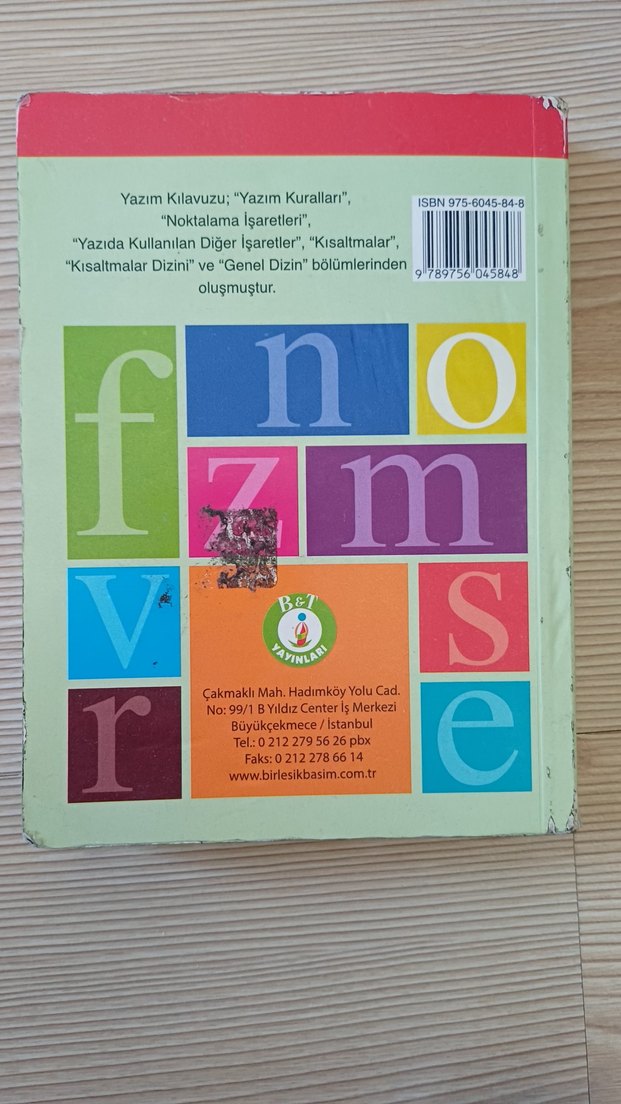 Yazım Kılavuzu; “Yazım Kuralları”,
“Noktalama İşaretleri”,
“Yazıda Kullanılan Diğer İşaretler”, “Kısaltmalar”,
“Kısaltmalar Dizini” ve “Genel Dizin” bölümlerinden
oluşmuştur.
ISBN 975-6045-84-8
9 789756 045848
f
n
o
z
m
v
s
r
e
B&T
YAYINLARI
Çakmaklı Mah. Hadımköy Yolu Cad.
No: 99/1 B Yıldız Center İş Merkezi
Büyükçekmece / İstanbul
Tel.: 0 212 279 56 26 pbx
Faks: 0 212 278 66 14
www.birlesikbasim.com.tr